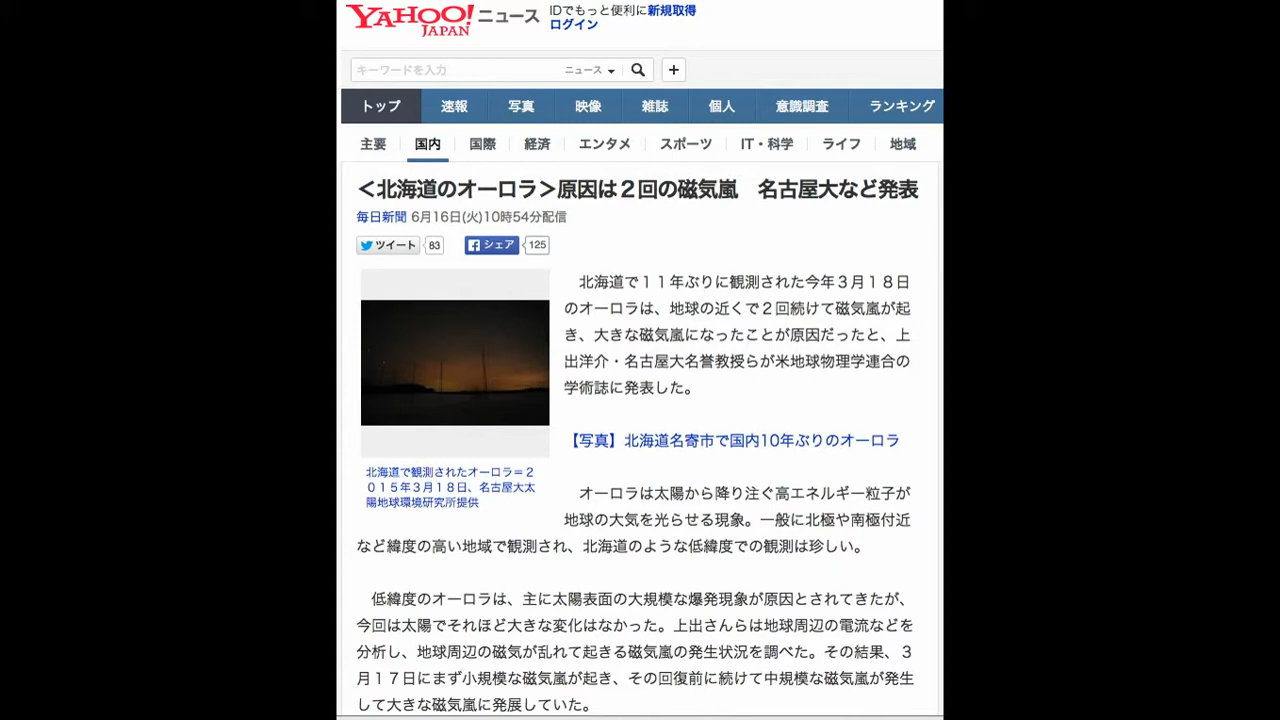 YAHOO! JAPAN ニュース
IDでもっと便利に新規取得
ログイン
キーワードを入力 ニュース
トップ 速報 写真 映像 雑誌 個人 意識調査 ランキング
主要 国内 国際 経済 エンタメ スポーツ IT・科学 ライフ 地域
＜北海道のオーロラ＞原因は２回の磁気嵐　名古屋大など発表
毎日新聞 6月16日(火)10時54分配信
ツイート 83 シェア 125
北海道で観測されたオーロラ＝２
０１５年３月１８日、名古屋大太
陽地球環境研究所提供
　北海道で１１年ぶりに観測された今年３月１８日
のオーロラは、地球の近くで２回続けて磁気嵐が起
き、大きな磁気嵐になったことが原因だったと、上
出洋介・名古屋大名誉教授らが米地球物理学連合の
学術誌に発表した。
【写真】北海道名寄市で国内10年ぶりのオーロラ
　オーロラは太陽から降り注ぐ高エネルギー粒子が
地球の大気を光らせる現象。一般に北極や南極付近
など緯度の高い地域で観測され、北海道のような低緯度での観測は珍しい。
　低緯度のオーロラは、主に太陽表面の大規模な爆発現象が原因とされてきたが、
今回は太陽でそれほど大きな変化はなかった。上出さんらは地球周辺の電流などを
分析し、地球周辺の磁気が乱れて起きる磁気嵐の発生状況を調べた。その結果、３
月１７日にまず小規模な磁気嵐が起き、その回復前に続けて中規模な磁気嵐が発生
して大きな磁気嵐に発展していた。